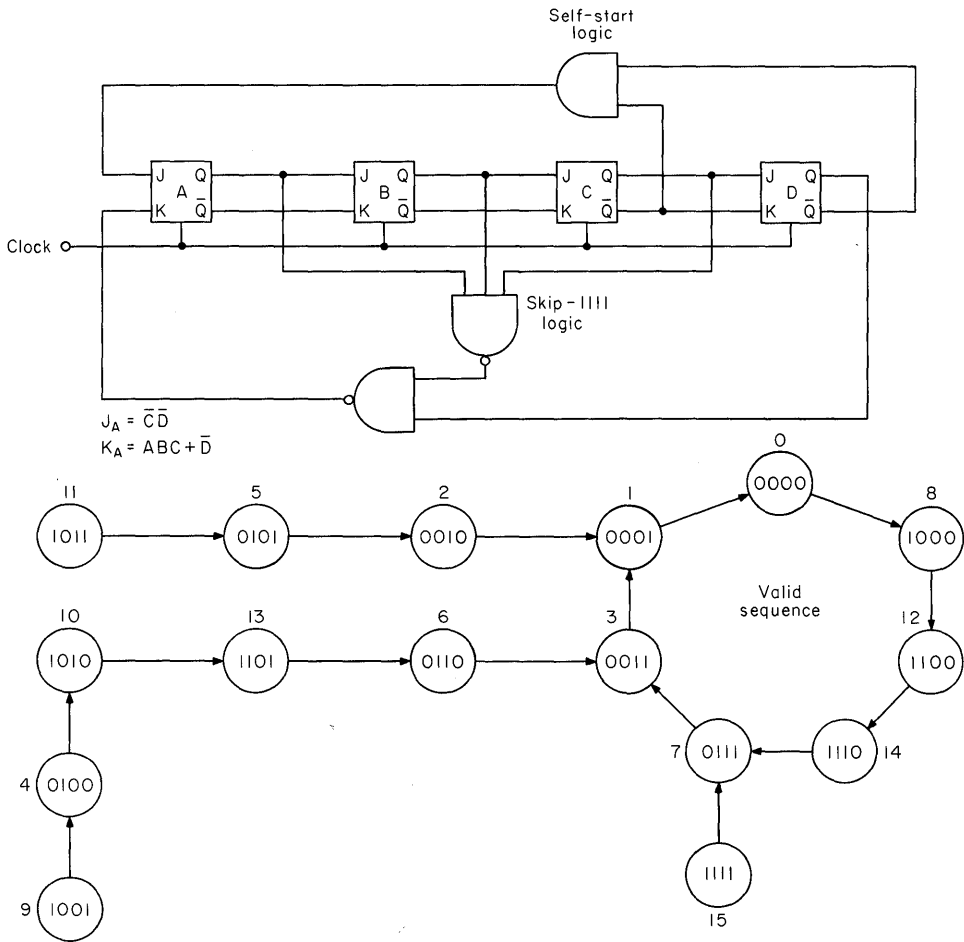 Self-start
logic
J Q
A
K Q̅
J Q
B
K Q̅
J Q
C
K Q̅
J Q
D
K Q̅
Clock
Skip-1111
logic
J_A = C̅D̅
K_A = ABC + D̅
0
0000
11
1011
5
0101
2
0010
1
0001
8
1000
Valid
sequence
10
1010
13
1101
6
0110
3
0011
12
1100
7
0111
1110
14
4
0100
1111
15
9
1001